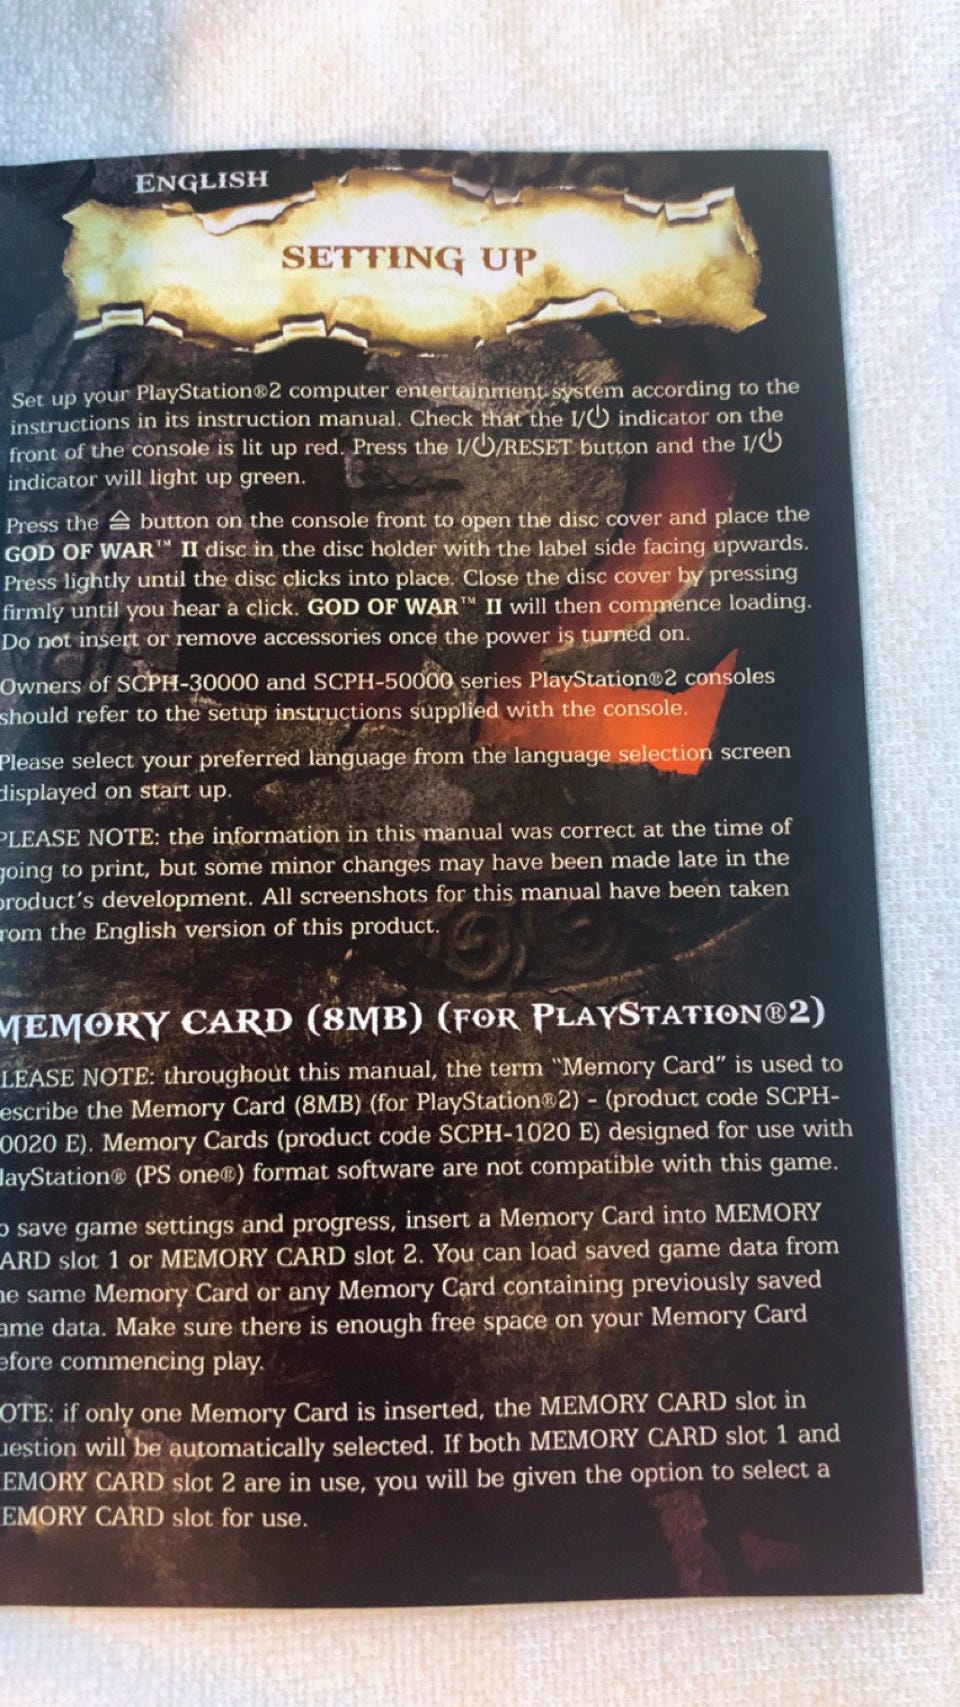 ENGLISH
SETTING UP
Set up your PlayStation®2 computer entertainment system according to the
instructions in its instruction manual. Check that the I/⏻ indicator on the
front of the console is lit up red. Press the I/⏻/RESET button and the I/⏻
indicator will light up green.
Press the ⏏ button on the console front to open the disc cover and place the
GOD OF WAR™ II disc in the disc holder with the label side facing upwards.
Press lightly until the disc clicks into place. Close the disc cover by pressing
firmly until you hear a click. GOD OF WAR™ II will then commence loading.
Do not insert or remove accessories once the power is turned on.
Owners of SCPH-30000 and SCPH-50000 series PlayStation®2 consoles
should refer to the setup instructions supplied with the console.
Please select your preferred language from the language selection screen
displayed on start up.
PLEASE NOTE: the information in this manual was correct at the time of
going to print, but some minor changes may have been made late in the
product's development. All screenshots for this manual have been taken
rom the English version of this product.
MEMORY CARD (8MB) (FOR PLAYSTATION®2)
LEASE NOTE: throughout this manual, the term "Memory Card" is used to
escribe the Memory Card (8MB) (for PlayStation®2) - (product code SCPH-
0020 E). Memory Cards (product code SCPH-1020 E) designed for use with
layStation® (PS one®) format software are not compatible with this game.
o save game settings and progress, insert a Memory Card into MEMORY
ARD slot 1 or MEMORY CARD slot 2. You can load saved game data from
he same Memory Card or any Memory Card containing previously saved
ame data. Make sure there is enough free space on your Memory Card
efore commencing play.
OTE: if only one Memory Card is inserted, the MEMORY CARD slot in
uestion will be automatically selected. If both MEMORY CARD slot 1 and
EMORY CARD slot 2 are in use, you will be given the option to select a
EMORY CARD slot for use.